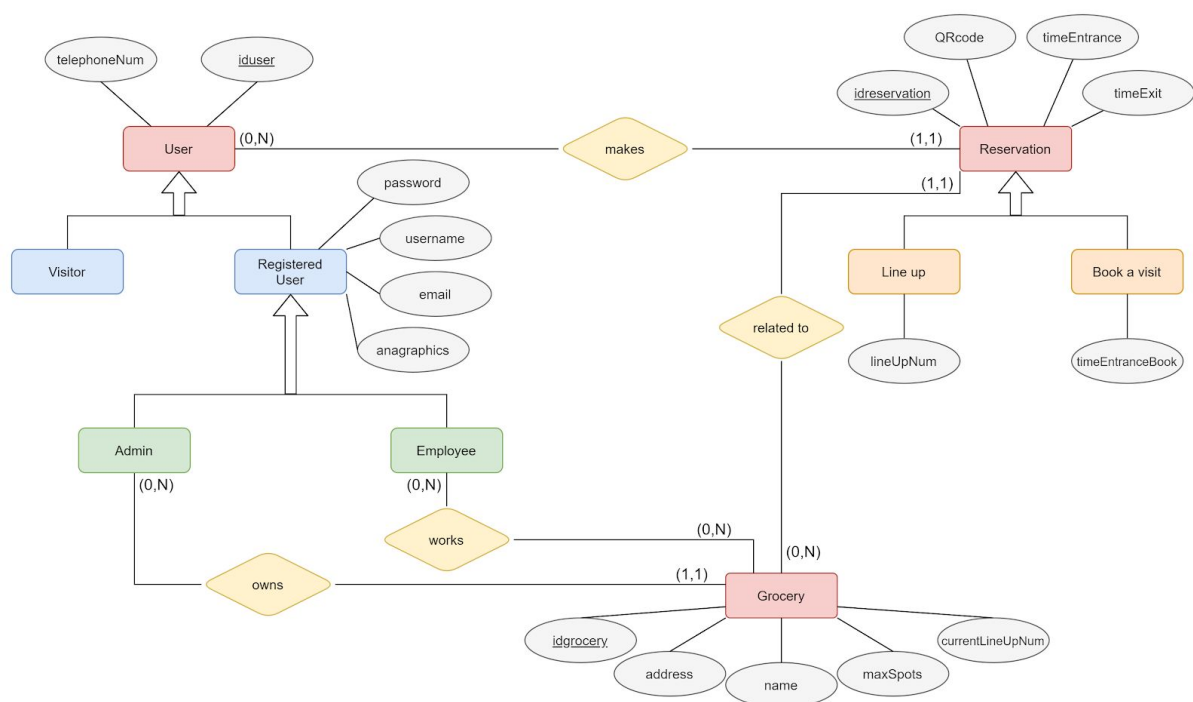 QRcode
timeEntrance
telephoneNum
iduser
idreservation
timeExit
User
(0,N)
makes
(1,1)
Reservation
(1,1)
password
username
Visitor
Registered
User
Line up
Book a visit
email
related to
anagraphics
lineUpNum
timeEntranceBook
Admin
Employee
(0,N)
(0,N)
works
(0,N)
(0,N)
owns
(1,1)
Grocery
idgrocery
currentLineUpNum
address
maxSpots
name